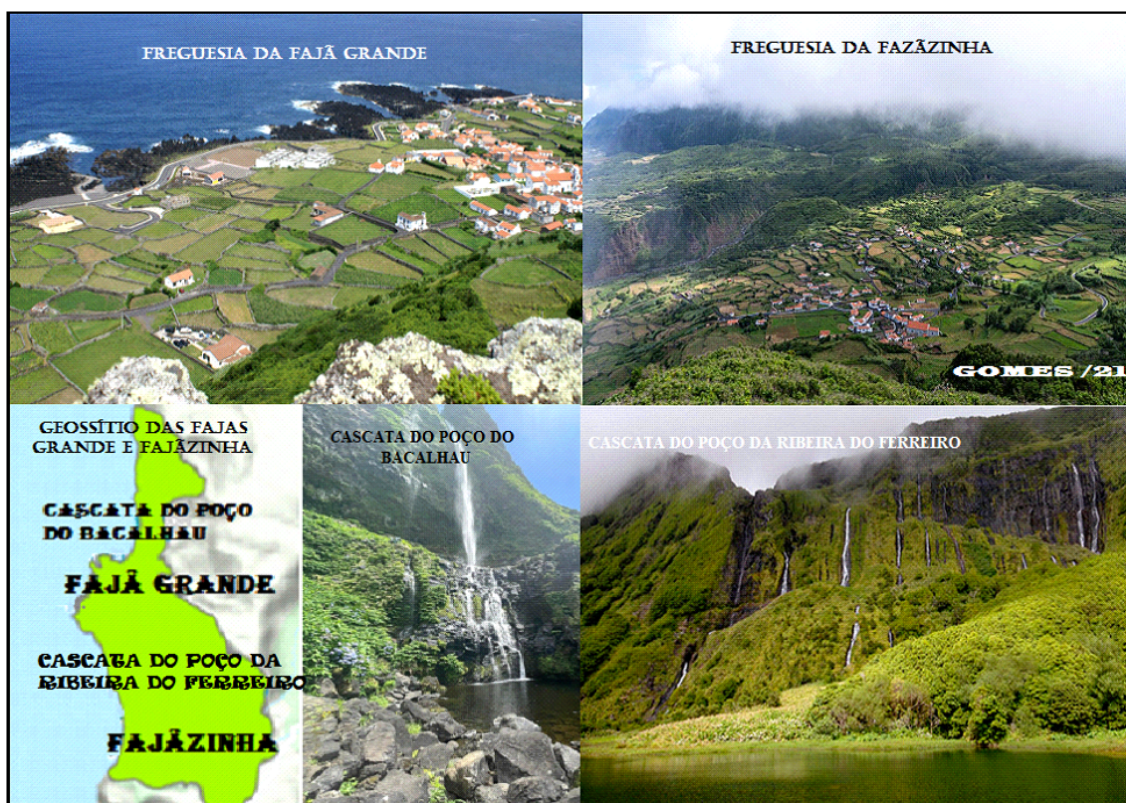 FREGUESIA DA FAJÃ GRANDE
FREGUESIA DA FAZÃZINHA
GOMES /21
GEOSSÍTIO DAS FAJAS
GRANDE E FAJÃZINHA
CASCATA DO POÇO
DO BACALHAU
FAJÃ GRANDE
CASCATA DO POÇO DA
RIBEIRA DO FERREIRO
FAJÃZINHA
CASCATA DO POÇO DO
BACALHAU
CASCATA DO POÇO DA RIBEIRA DO FERREIRO